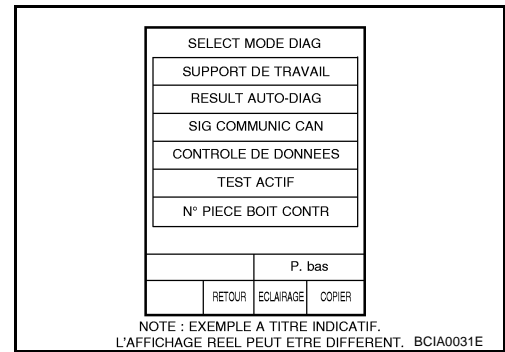 SELECT MODE DIAG
SUPPORT DE TRAVAIL
RESULT AUTO-DIAG
SIG COMMUNIC CAN
CONTROLE DE DONNEES
TEST ACTIF
N° PIECE BOIT CONTR
P. bas
RETOUR ECLAIRAGE COPIER
NOTE : EXEMPLE A TITRE INDICATIF.
L'AFFICHAGE REEL PEUT ETRE DIFFERENT. BCIA0031E